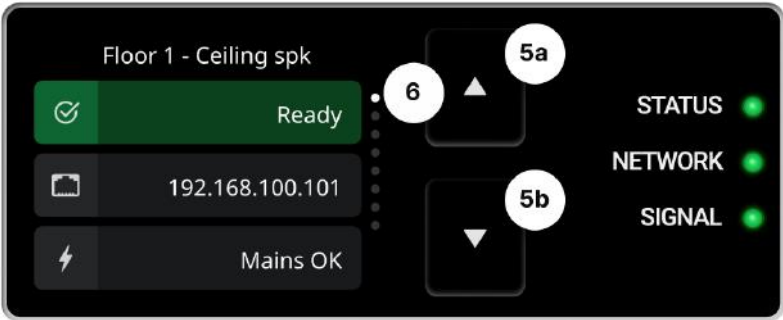 Floor 1 - Ceiling spk
Ready
192.168.100.101
Mains OK
6
5a
5b
STATUS
NETWORK
SIGNAL